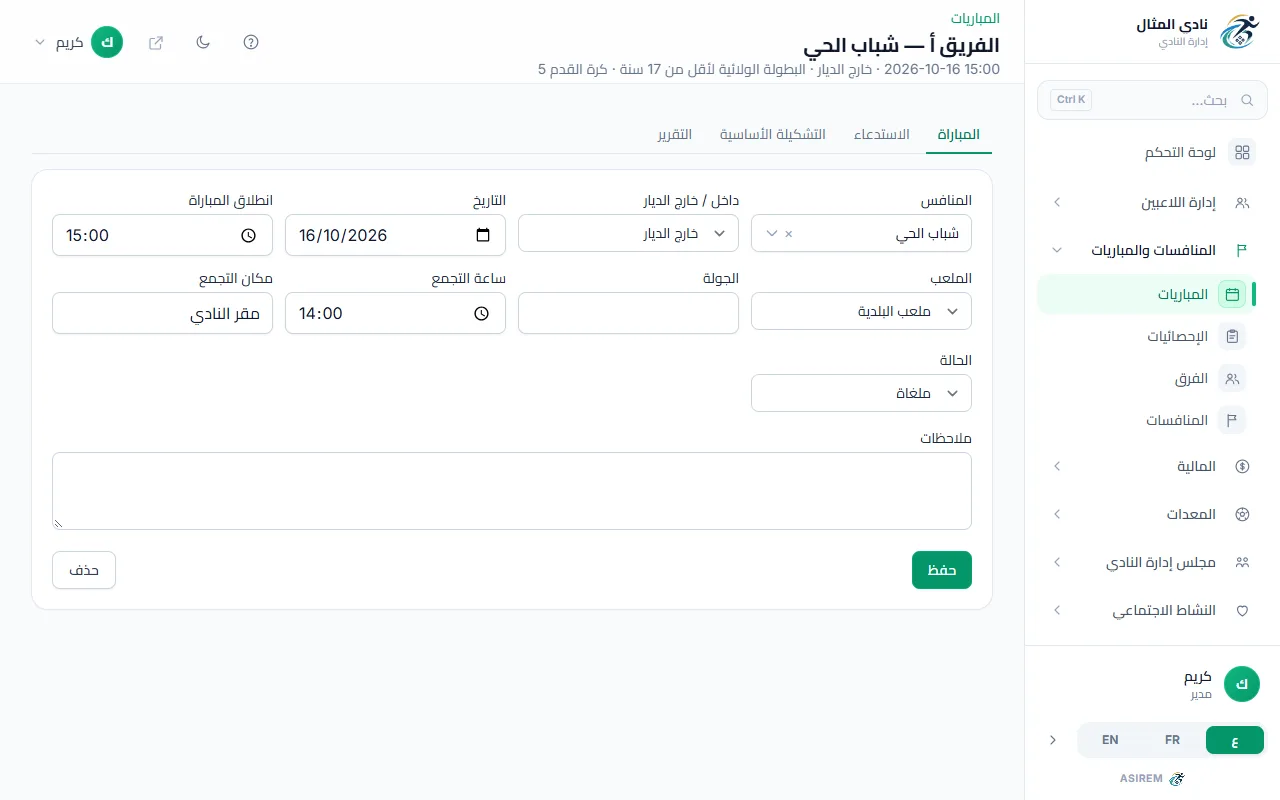 نادي المثال
إدارة النادي
بحث...
Ctrl K
لوحة التحكم
إدارة اللاعبين
المنافسات والمباريات
المباريات
الإحصائيات
الفرق
المنافسات
المالية
المعدات
مجلس إدارة النادي
النشاط الاجتماعي
ك
كريم
مدير
ع
FR
EN
ASIREM
المباريات
الفريق أ — شباب الحي
15:00 16-10-2026 · خارج الديار · البطولة الولائية لأقل من 17 سنة · كرة القدم 5
ك
كريم
المباراة
الاستدعاء
التشكيلة الأساسية
التقرير
المنافس
داخل / خارج الديار
التاريخ
انطلاق المباراة
شباب الحي
×
خارج الديار
16/10/2026
15:00
الملعب
الجولة
ساعة التجمع
مكان التجمع
ملعب البلدية
14:00
مقر النادي
الحالة
ملغاة
ملاحظات
حفظ
حذف